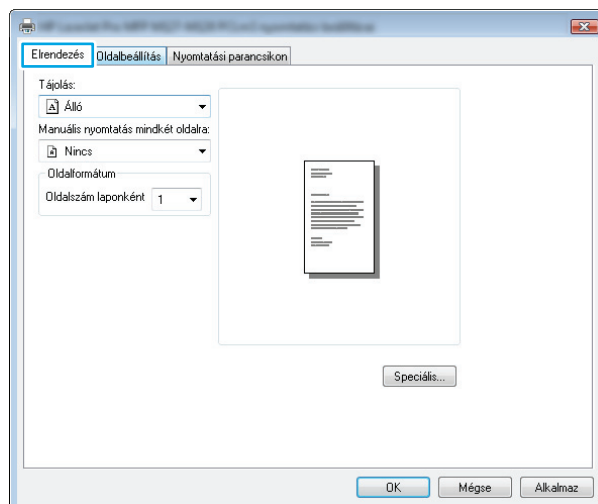 Elrendezés Oldalbeállítás Nyomtatási parancsikon
Tájolás:
Álló
Manuális nyomtatás mindkét oldalra:
Nincs
Oldalformátum
Oldalszám laponként 1
Speciális...
OK Mégse Alkalmaz